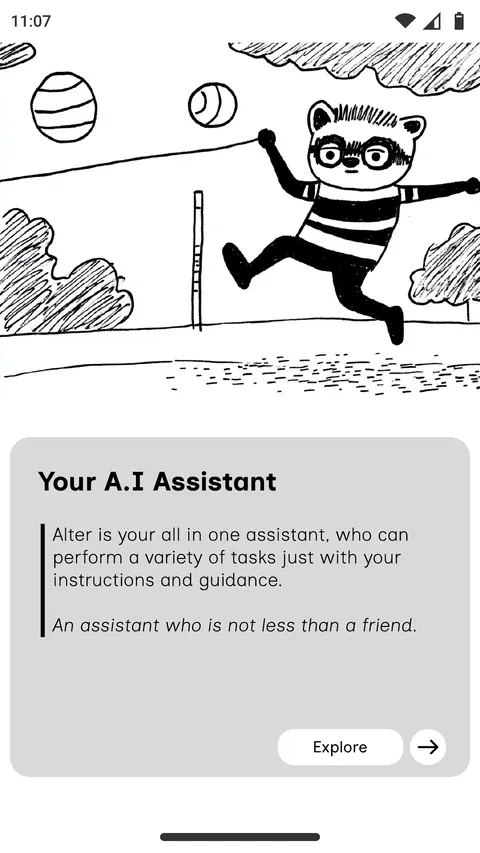 11:07
Your A.I Assistant
Alter is your all in one assistant, who can
perform a variety of tasks just with your
instructions and guidance.
An assistant who is not less than a friend.
Explore